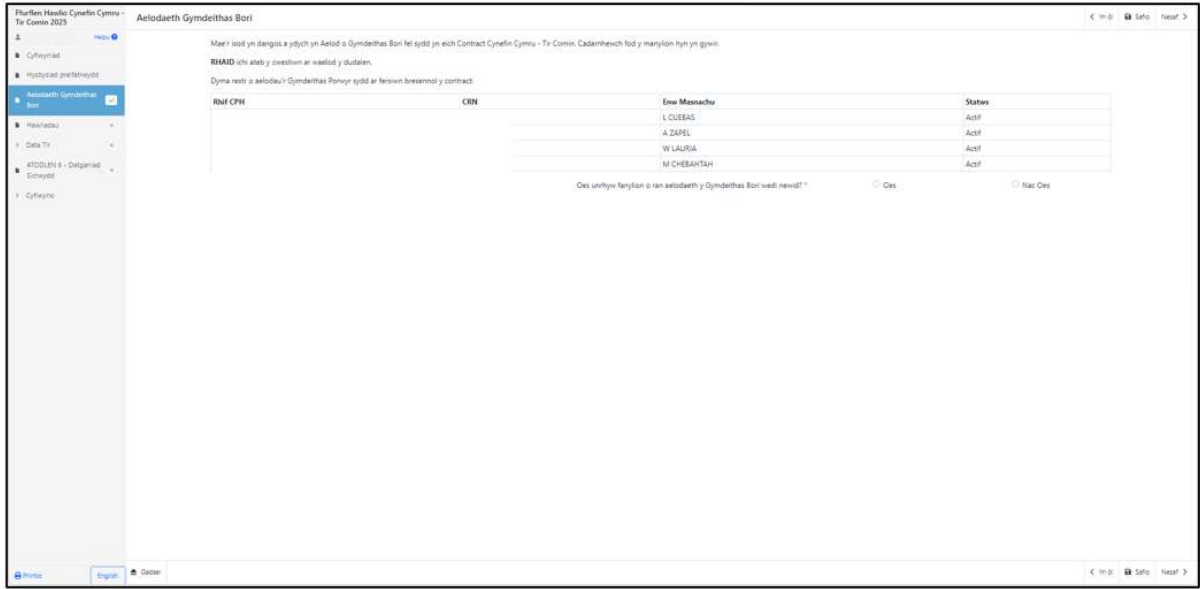 Ffurflen Hawlio Cynefin Cymru - Tir Comin 2025
Helpu
Cyflwyniad
Hysbysiad preifatrwydd
Aelodaeth Gymdeithas Bori
Hawliadau
Data Tir
ATODLEN 6 - Datganiad Blynyddol
Cyflwyno
Aelodaeth Gymdeithas Bori
Yn ôl
Safio
Nesaf
Mae'r isod yn dangos a ydych yn Aelod o Gymdeithas Bori fel sydd yn eich Contract Cynefin Cymru - Tir Comin. Cadarnhewch fod y manylion hyn yn gywir.
RHAID ichi ateb y cwestiwn ar waelod y dudalen.
Dyma restr o aelodau'r Gymdeithas Porwyr sydd ar fersiwn bresennol y contract:
Rhif CPH CRN Enw Masnachu Statws
L CUEBAS Actif
A ZAPEL Actif
W LAURIA Actif
M CHEBAHTAH Actif
Oes unrhyw fanylion o ran aelodaeth y Gymdeithas Bori wedi newid? * Oes Nac Oes
Printio
English
Gadael
Yn ôl
Safio
Nesaf